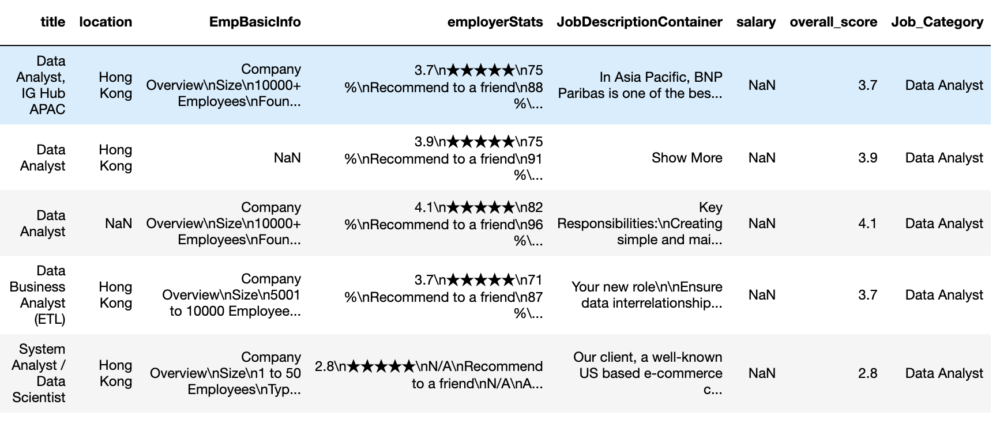 title location EmpBasicInfo employerStats JobDescriptionContainer salary overall_score Job_Category
Data
Analyst,
IG Hub
APAC
Hong
Kong
Company
Overview\nSize\n10000+
Employees\nFoun...
3.7\n★★★★★\n75
%\nRecommend to a friend\n88
%\...
In Asia Pacific, BNP
Paribas is one of the bes...
NaN
3.7
Data Analyst
Data
Analyst
Hong
Kong
NaN
3.9\n★★★★★\n75
%\nRecommend to a friend\n91
%\...
Show More
NaN
3.9
Data Analyst
Data
Analyst
NaN
Company
Overview\nSize\n10000+
Employees\nFoun...
4.1\n★★★★★\n82
%\nRecommend to a friend\n96
%\...
Key
Responsibilities:\nCreating
simple and mai...
NaN
4.1
Data Analyst
Data
Business
Analyst
(ETL)
Hong
Kong
Company
Overview\nSize\n5001
to 10000 Employee...
3.7\n★★★★★\n71
%\nRecommend to a friend\n87
%\...
Your new role\n\nEnsure
data interrelationship...
NaN
3.7
Data Analyst
System
Analyst /
Data
Scientist
Hong
Kong
Company
Overview\nSize\n1 to 50
Employees\nTyp...
2.8\n★★★★★\nN/A\nRecommend
to a friend\nN/A\nA...
Our client, a well-known
US based e-commerce
c...
NaN
2.8
Data Analyst